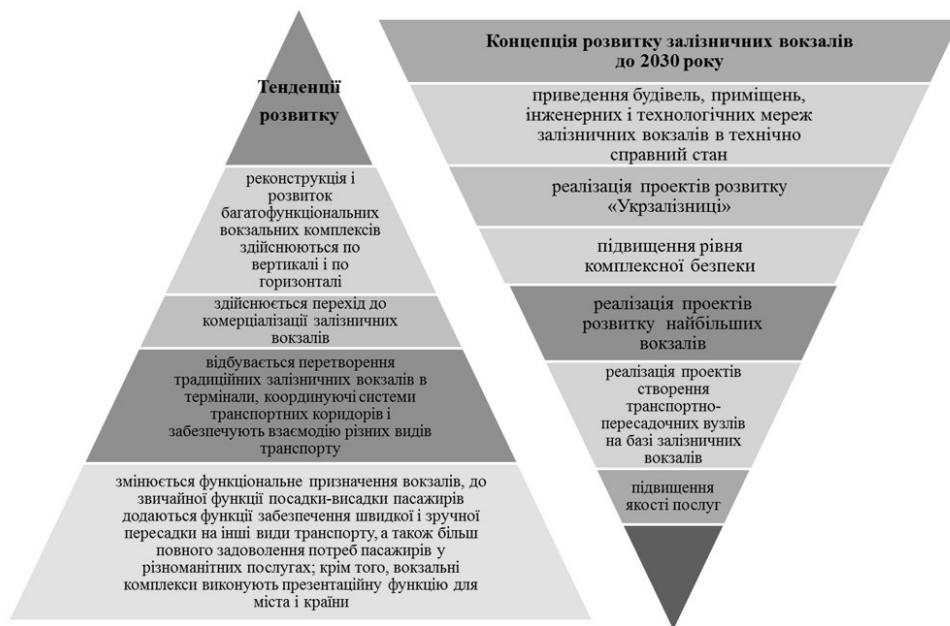 Тенденції
розвитку
реконструкція і
розвиток
багатофункціональних
вокзальних комплексів
здійснюються по
вертикалі і по
горизонталі
здійснюється перехід до
комерціалізації залізничних
вокзалів
відбувається перетворення
традиційних залізничних вокзалів в
термінали, координуючі системи
транспортних коридорів і
забезпечують взаємодію різних видів
транспорту
змінюється функціональне призначення вокзалів, до
звичайної функції посадки-висадки пасажирів
додаються функції забезпечення швидкої і зручної
пересадки на інші види транспорту, а також більш
повного задоволення потреб пасажирів у
різноманітних послугах; крім того, вокзальні
комплекси виконують презентаційну функцію для
міста і країни
Концепція розвитку залізничних вокзалів
до 2030 року
приведення будівель, приміщень,
інженерних і технологічних мереж
залізничних вокзалів в технічно
справний стан
реалізація проектів розвитку
«Укрзалізниці»
підвищення рівня
комплексної безпеки
реалізація проектів
розвитку найбільших
вокзалів
реалізація проектів
створення
транспортно-
пересадочних вузлів
на базі залізничних
вокзалів
підвищення
якості послуг